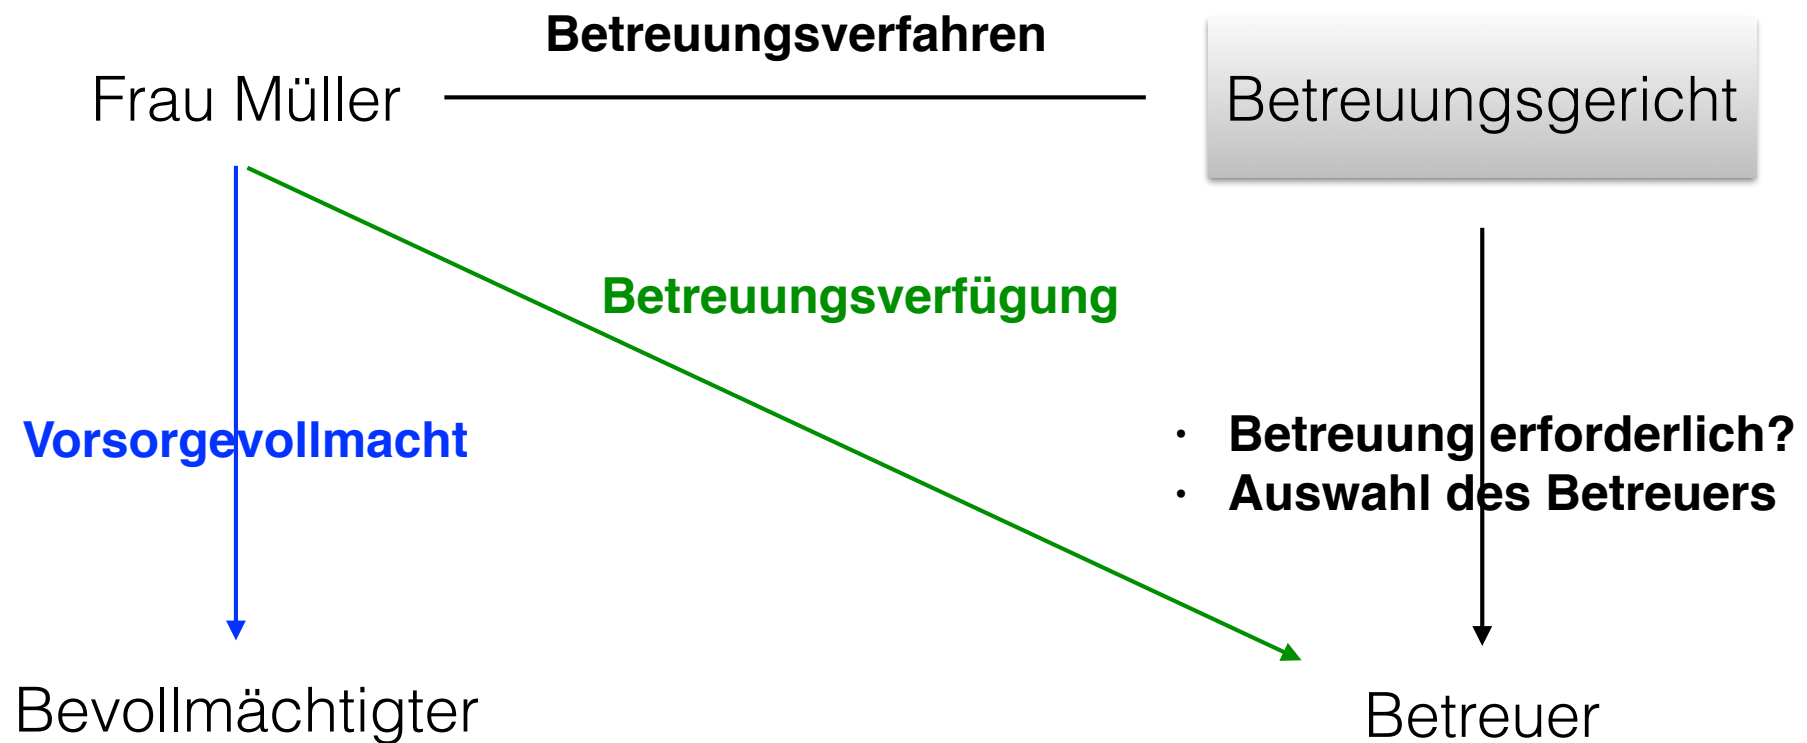 Betreuungsverfahren
Frau Müller
Betreuungsgericht
Betreuungsverfügung
Vorsorgevollmacht
· Betreuung erforderlich?
· Auswahl des Betreuers
Bevollmächtigter
Betreuer